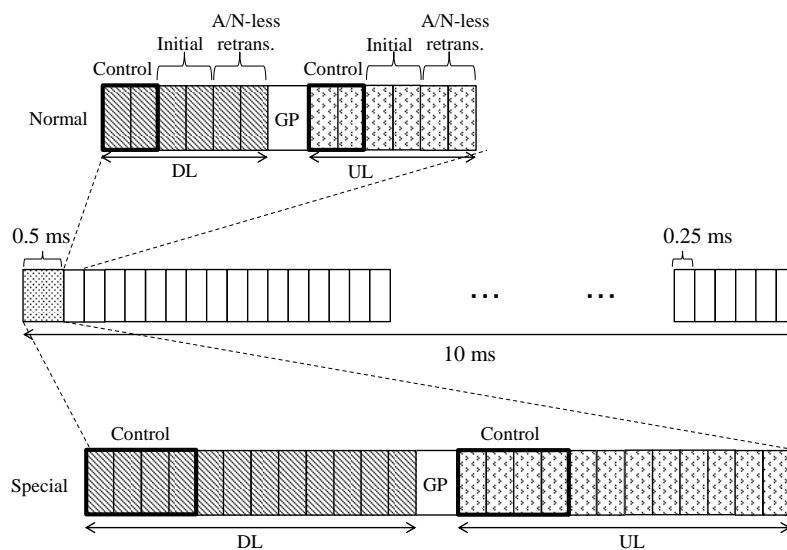 A/N-less
Initial retrans.
Control Control Initial A/N-less
retrans.
Normal GP
DL UL
0.5 ms 0.25 ms
... ...
10 ms
Control Control
Special GP
DL UL